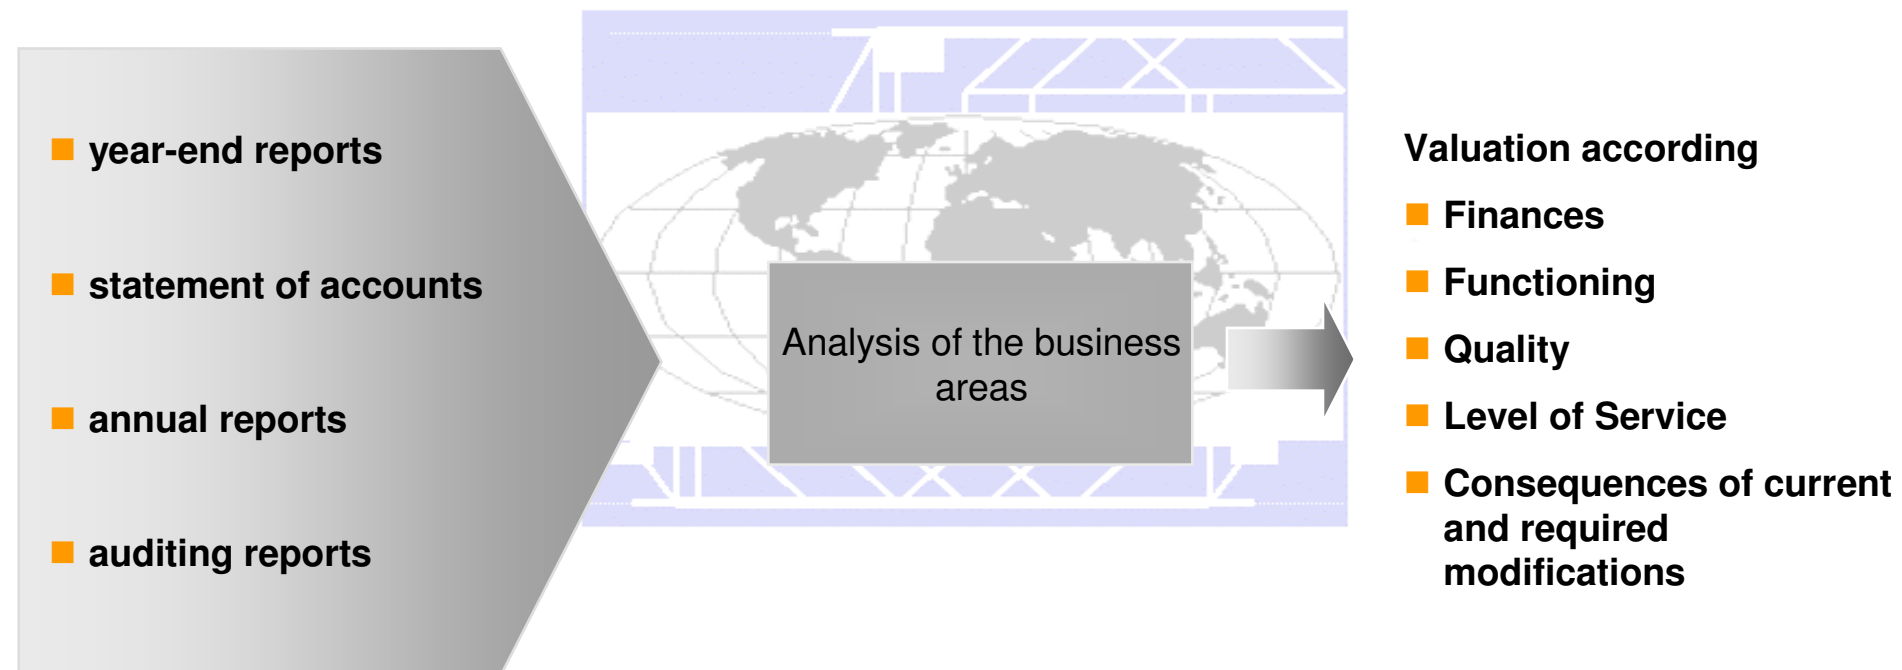 year-end reports
statement of accounts
annual reports
auditing reports
Analysis of the business
areas
Valuation according
Finances
Functioning
Quality
Level of Service
Consequences of current
and required
modifications